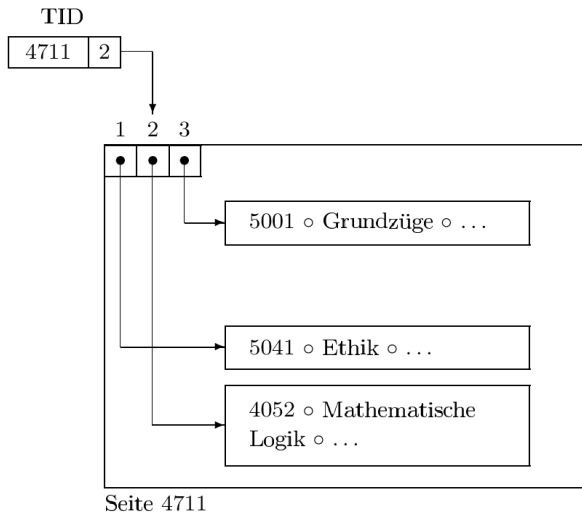 TID
4711 2
1 2 3
5001 ∘ Grundzüge ∘ ...
5041 ∘ Ethik ∘ ...
4052 ∘ Mathematische
Logik ∘ ...
Seite 4711